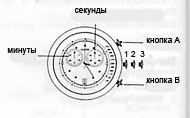 секунды
кнопка А
минуты
1 2 3
кнопка В